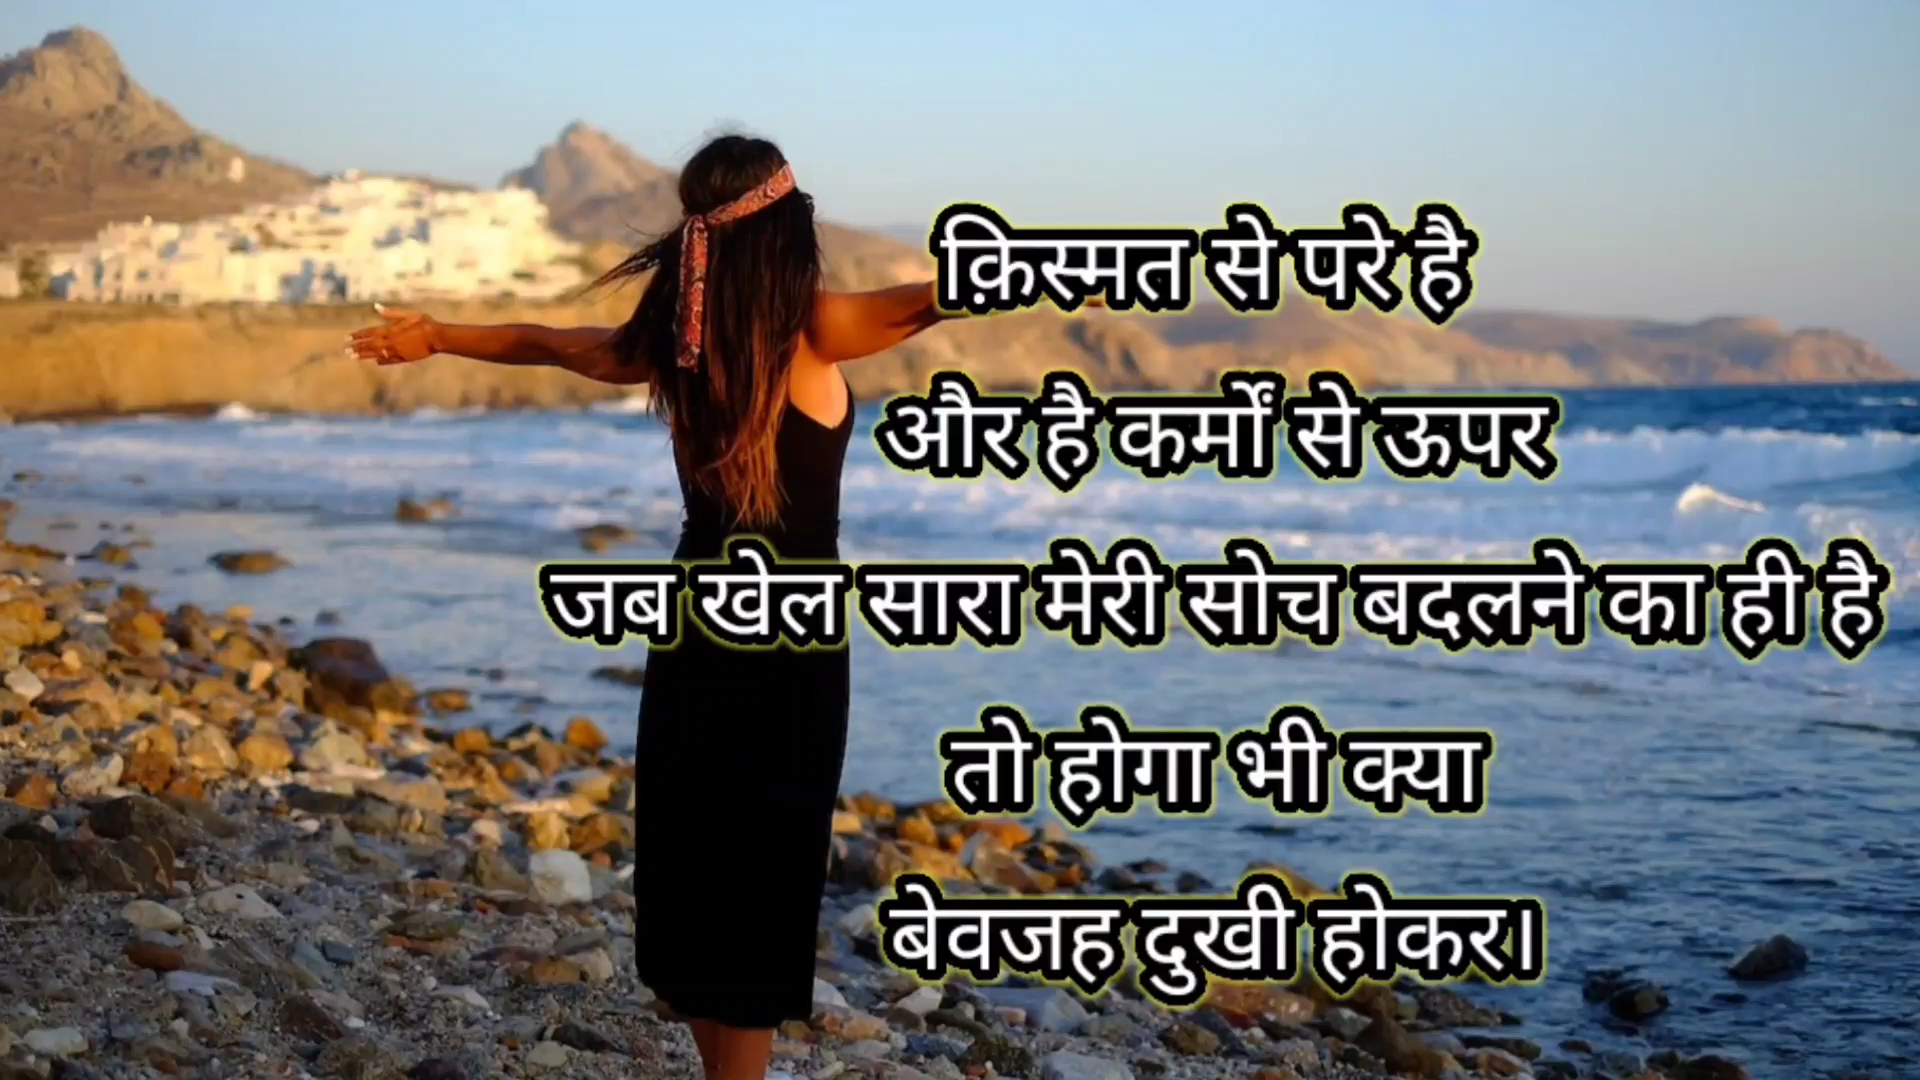 क़िस्मत से परे है
और है कर्मों से ऊपर
जब खेल सारा मेरी सोच बदलने का ही है
तो होगा भी क्या
बेवजह दुखी होकर।